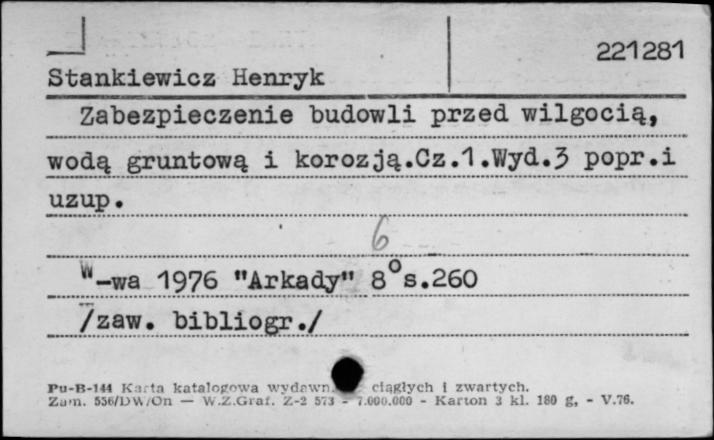 221281
Stankiewicz Henryk
Zabezpieczenie budowli przed wilgocią,
wodą gruntową i korozją.Cz.1.Wyd.3 popr.i
uzup.
6
W-wa 1976 "Arkady" 8°s.260
/zaw. bibliogr./
Pu-B-144 Karta katalogowa wydawn. ciągłych i zwartych.
Zam. 556/DW/On — W.Z.Graf. Z-2 573 - 7.000.000 - Karton 3 kl. 180 g, - V.76.